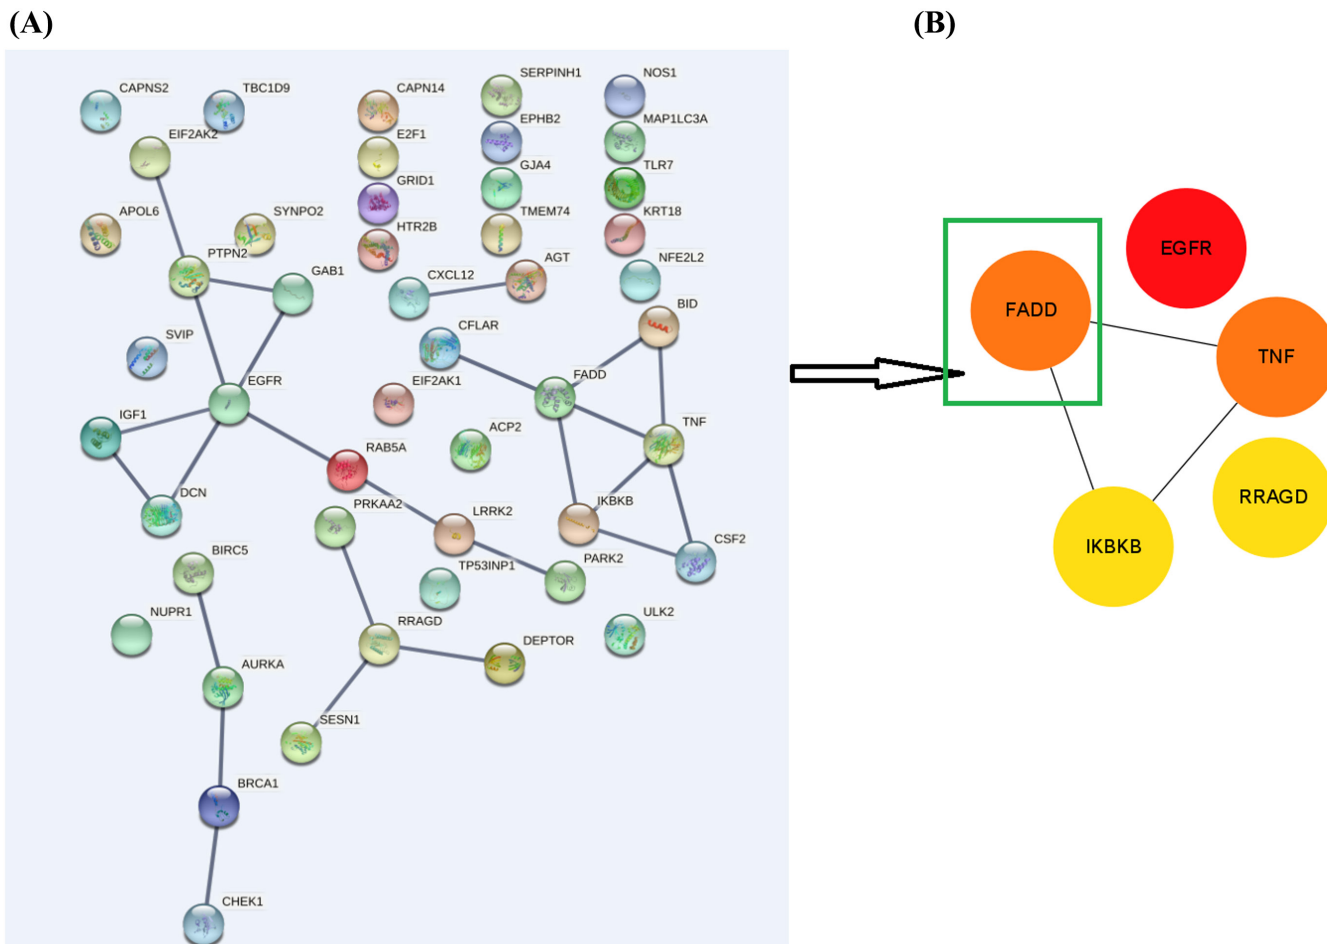 (A)
(B)
CAPNS2
TBC1D9
CAPN14
SERPINH1
NOS1
EIF2AK2
E2F1
EPHB2
MAP1LC3A
GRID1
GJA4
TLR7
APOL6
SYNPO2
HTR2B
TMEM74
KRT18
PTPN2
GAB1
CXCL12
AGT
NFE2L2
BID
SVIP
CFLAR
EGFR
EIF2AK1
FADD
IGF1
RAB5A
ACP2
TNF
DCN
PRKAA2
LRRK2
IKBKB
CSF2
BIRC5
TP53INP1
PARK2
NUPR1
RRAGD
DEPTOR
ULK2
AURKA
SESN1
BRCA1
CHEK1
EGFR
FADD
TNF
RRAGD
IKBKB